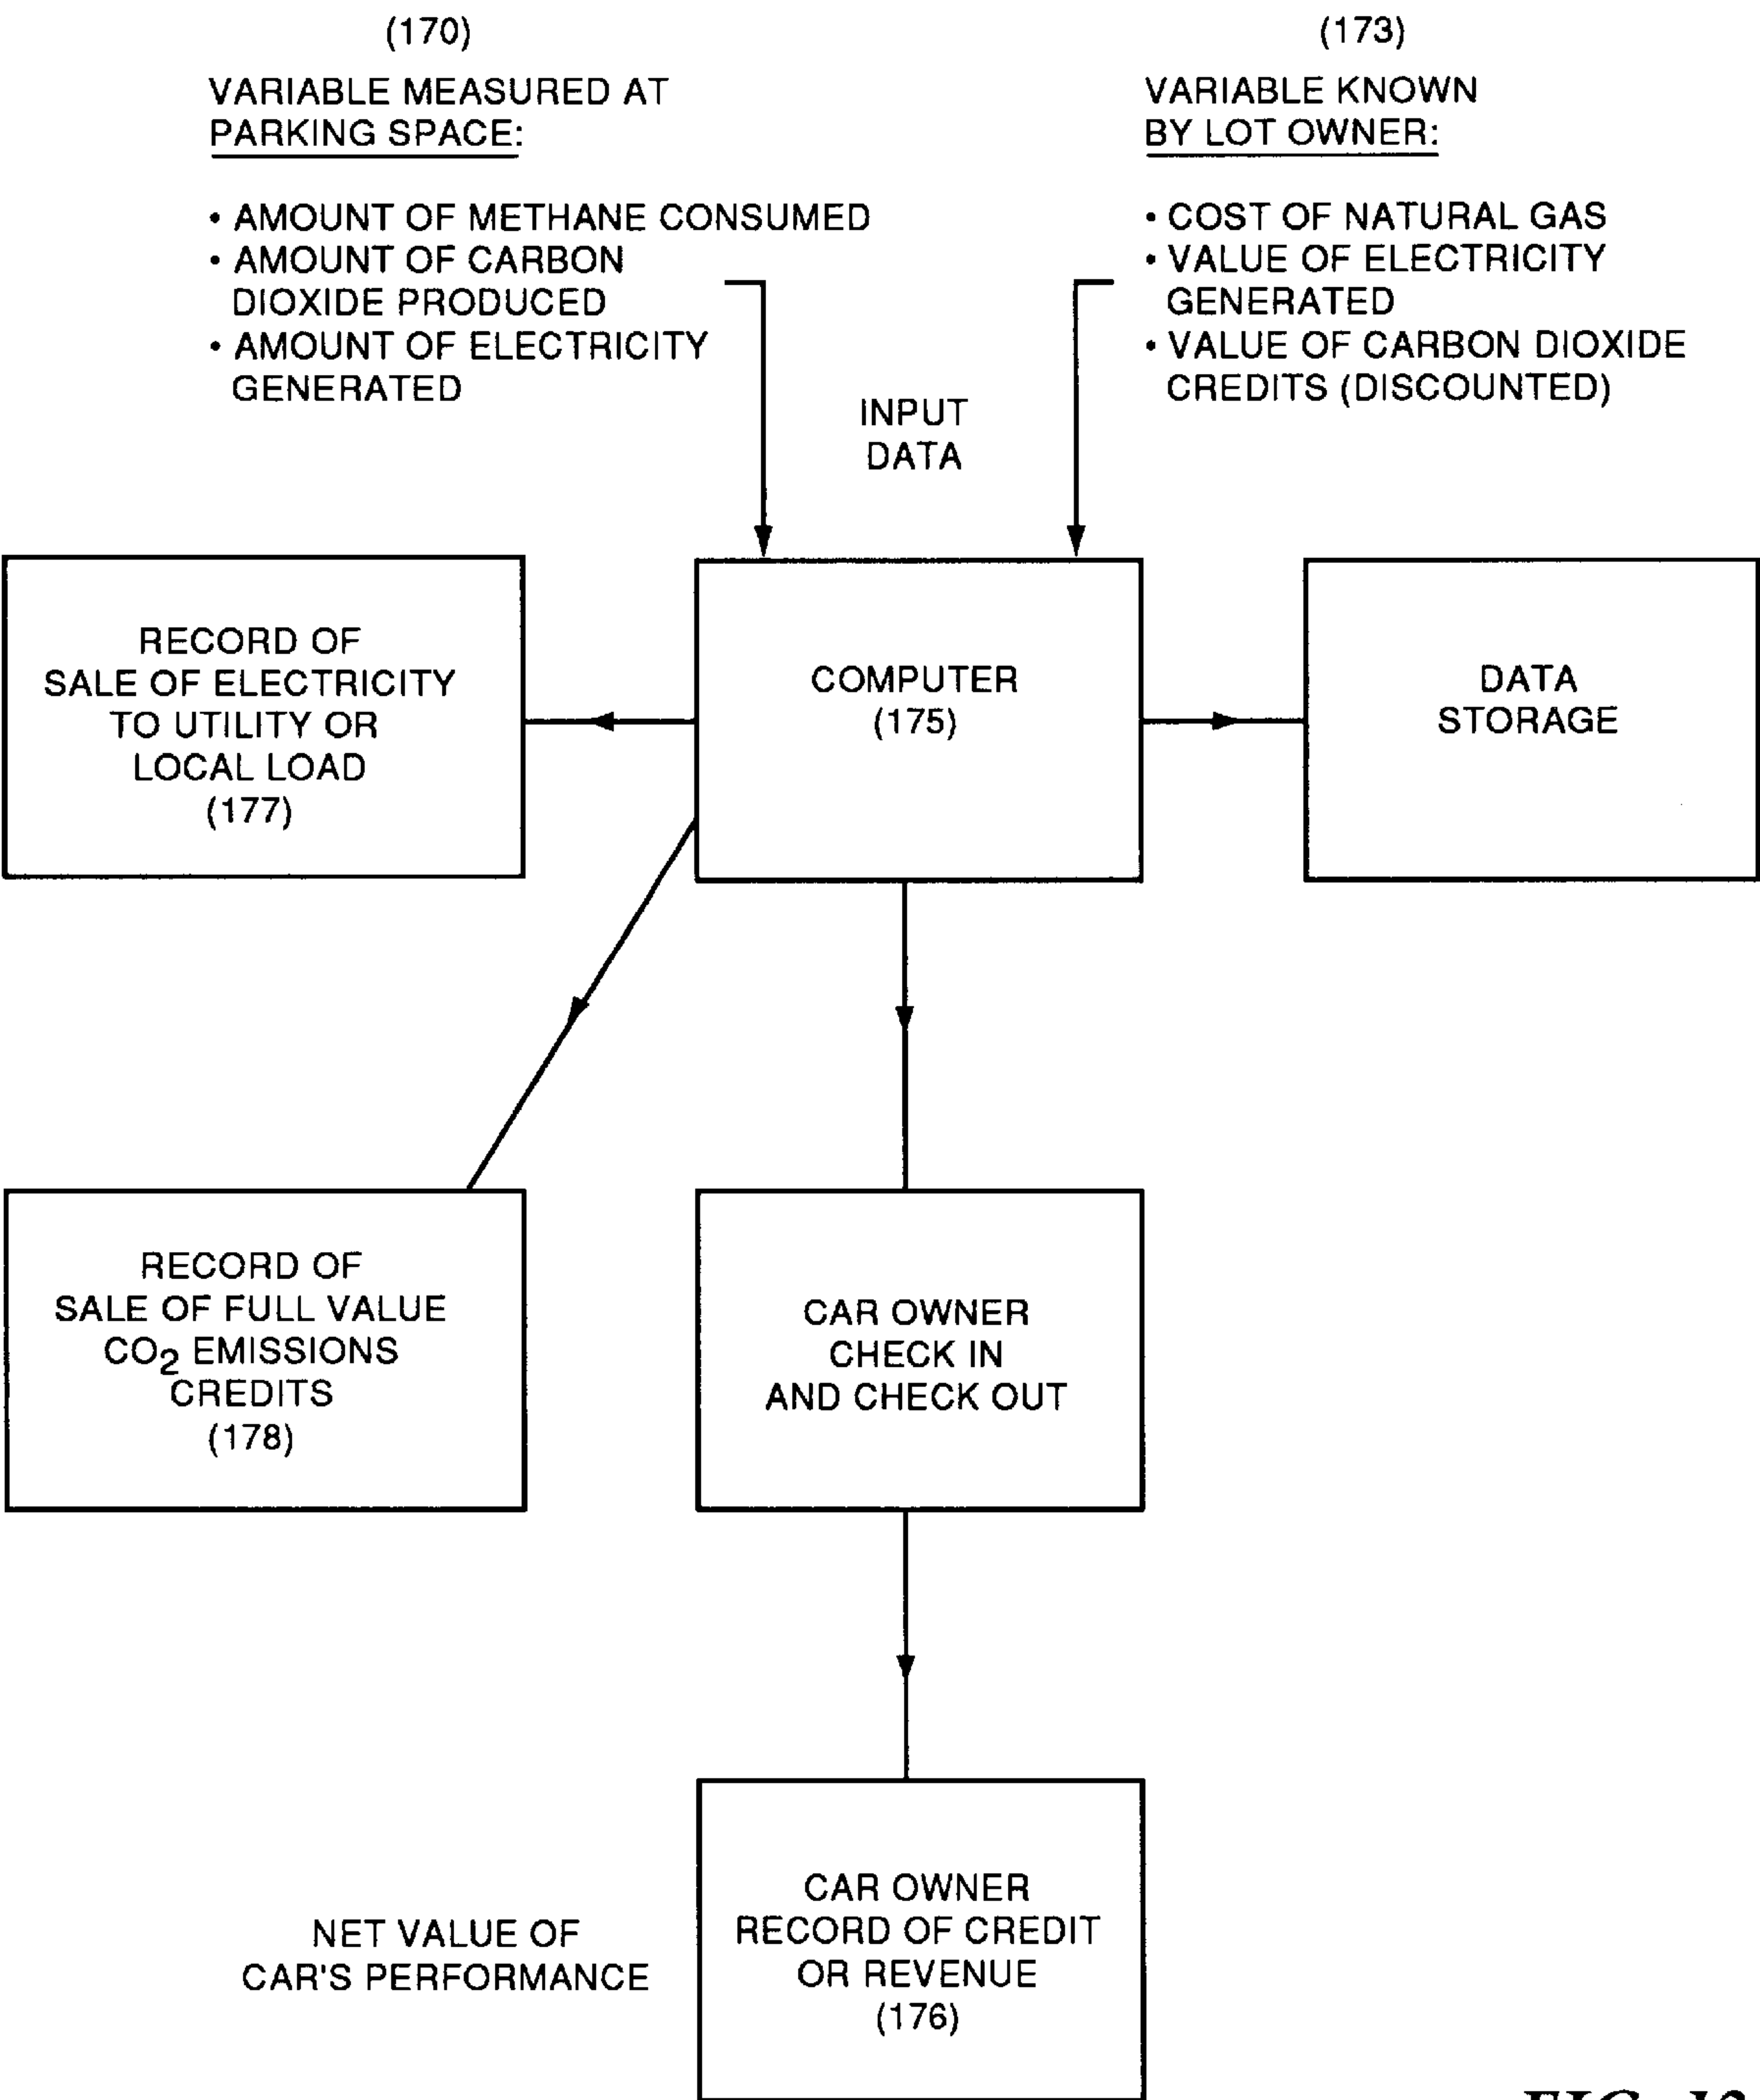 (170)
VARIABLE MEASURED AT
PARKING SPACE:
• AMOUNT OF METHANE CONSUMED
• AMOUNT OF CARBON
DIOXIDE PRODUCED
• AMOUNT OF ELECTRICITY
GENERATED
(173)
VARIABLE KNOWN
BY LOT OWNER:
• COST OF NATURAL GAS
• VALUE OF ELECTRICITY
GENERATED
• VALUE OF CARBON DIOXIDE
CREDITS (DISCOUNTED)
INPUT
DATA
RECORD OF
SALE OF ELECTRICITY
TO UTILITY OR
LOCAL LOAD
(177)
COMPUTER
(175)
DATA
STORAGE
RECORD OF
SALE OF FULL VALUE
CO₂ EMISSIONS
CREDITS
(178)
CAR OWNER
CHECK IN
AND CHECK OUT
NET VALUE OF
CAR'S PERFORMANCE
CAR OWNER
RECORD OF CREDIT
OR REVENUE
(176)